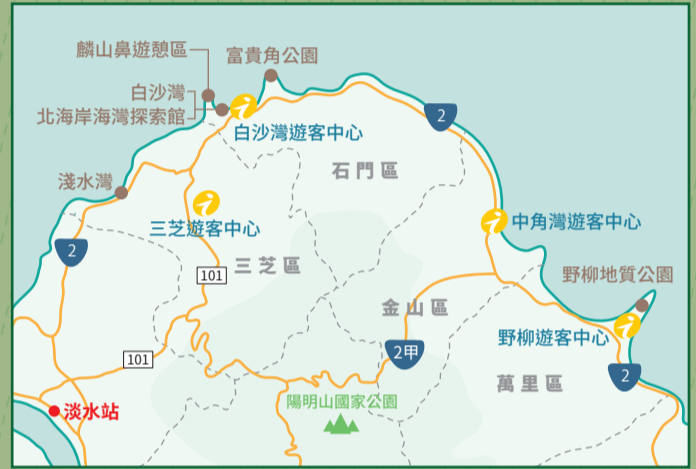 麟山鼻遊憩區
富貴角公園
白沙灣
北海岸海灣探索館
2
白沙灣遊客中心
石門區
淺水灣
中角灣遊客中心
三芝遊客中心
2
三芝區
101
野柳地質公園
金山區
野柳遊客中心
101
2甲
2
萬里區
陽明山國家公園
淡水站